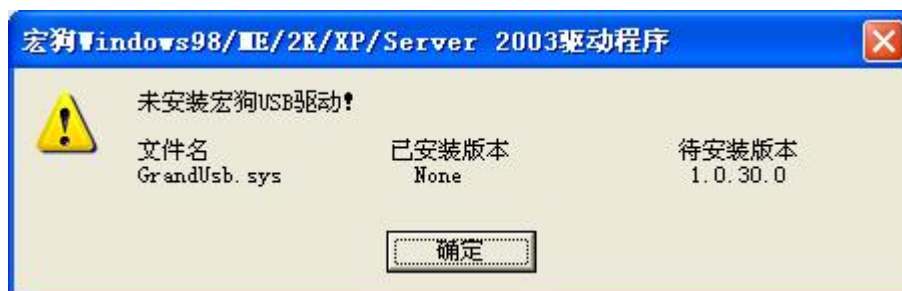 宏狗Windows98/ME/2K/XP/Server 2003驱动程序
未安装宏狗USB驱动!
文件名 已安装版本 待安装版本
GrandUsb.sys None 1.0.30.0
确定